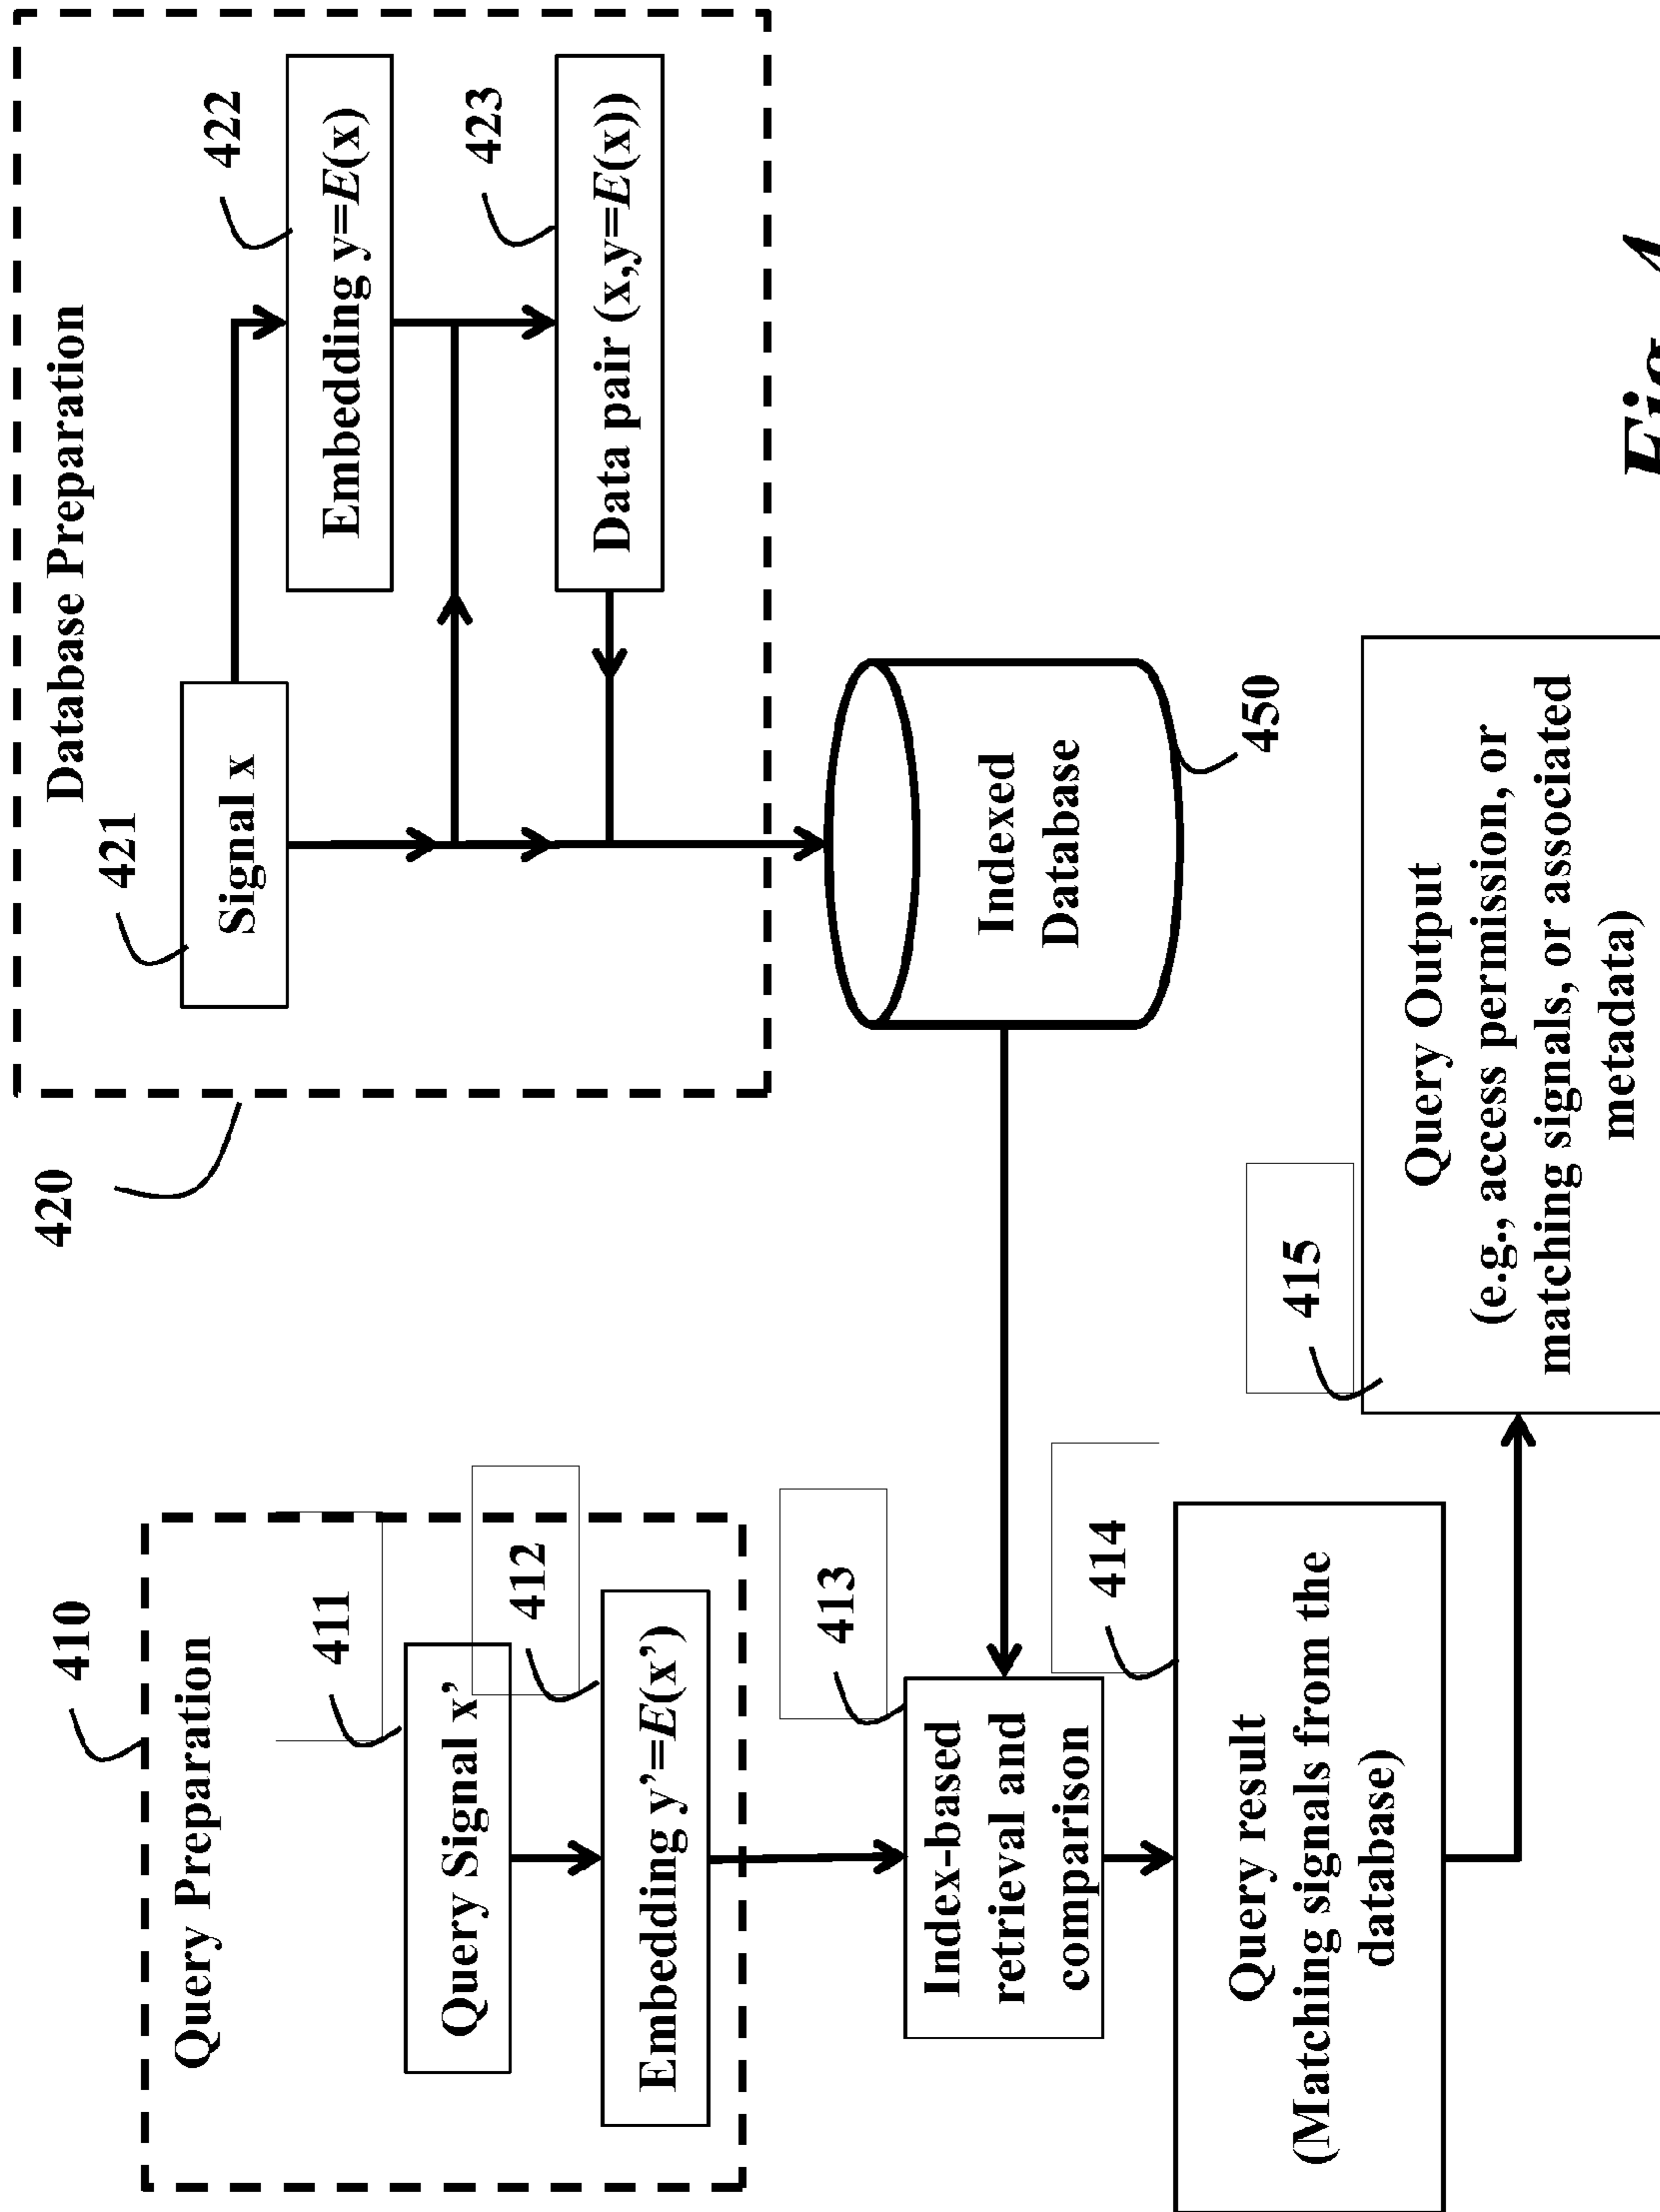 410
Query Preparation
411
Query Signal x’
412
Embedding y’=E(x’)
413
Index-based
retrieval and
comparison
414
Query result
(Matching signals from the
database)
415
Query Output
(e.g., access permission, or
matching signals, or associated
metadata)
420
Database Preparation
421
Signal x
422
Embedding y=E(x)
423
Data pair (x,y=E(x))
Indexed
Database
450
Fig. 4